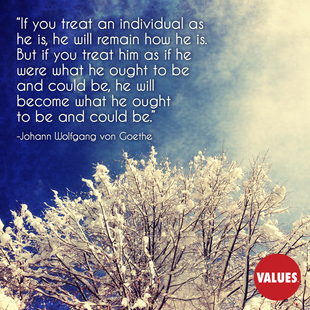 “If you treat an individual as
he is, he will remain how he is.
But if you treat him as if he
were what he ought to be
and could be, he will
become what he ought
to be and could be.”
-Johann Wolfgang von Goethe
VALUES.